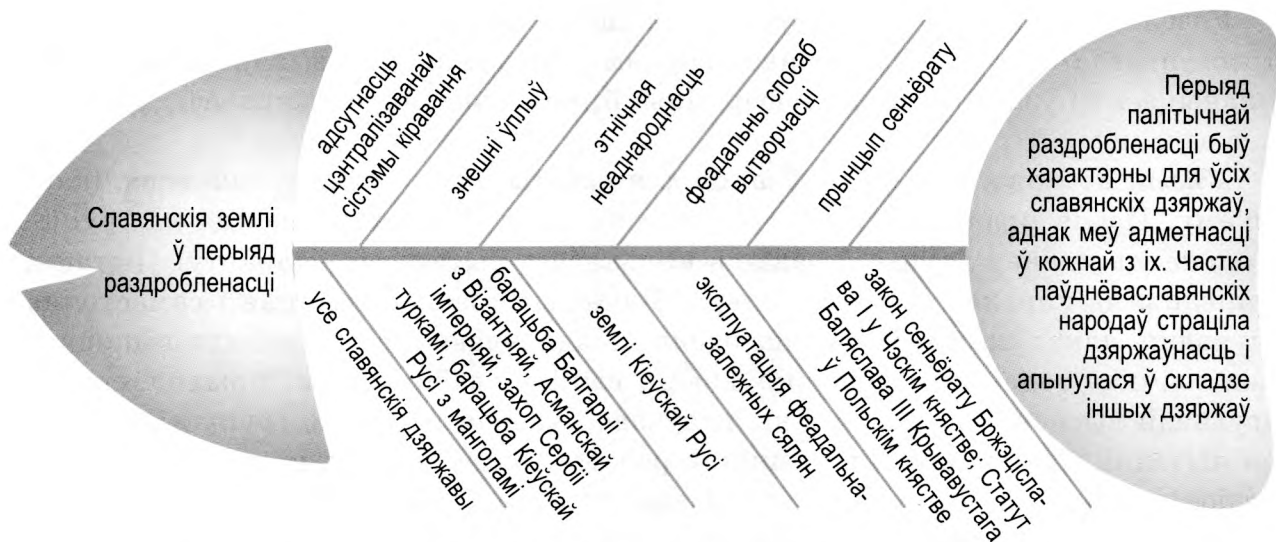 Славянскія землі
ў перыяд
раздробленасці
адсутнасць
цэнтралізаванай
сістэмы кіравання
знешні ўплыў
этнічная
неаднароднасць
феадальны спосаб
вытворчасці
прынцып сеньёрату
усе славянскія дзяржавы
барацьба Балгарыі
з Візантыяй, Асманскай
імперыяй, захоп Сербіі
туркамі, барацьба Кіеўскай
Русі з манголамі
землі Кіеўскай Русі
эксплуатацыя феадальна-
залежных сялян
закон сеньёрату Бржэцісла-
ва I у Чэскім княстве, Статут
Баляслава III Крывавустага
ў Польскім княстве
Перыяд
палітычнай
раздробленасці быў
характэрны для ўсіх
славянскіх дзяржаў,
аднак меў адметнасці
ў кожнай з іх. Частка
паўднёваславянскіх
народаў страціла
дзяржаўнасць і
апынулася ў складзе
іншых дзяржаў